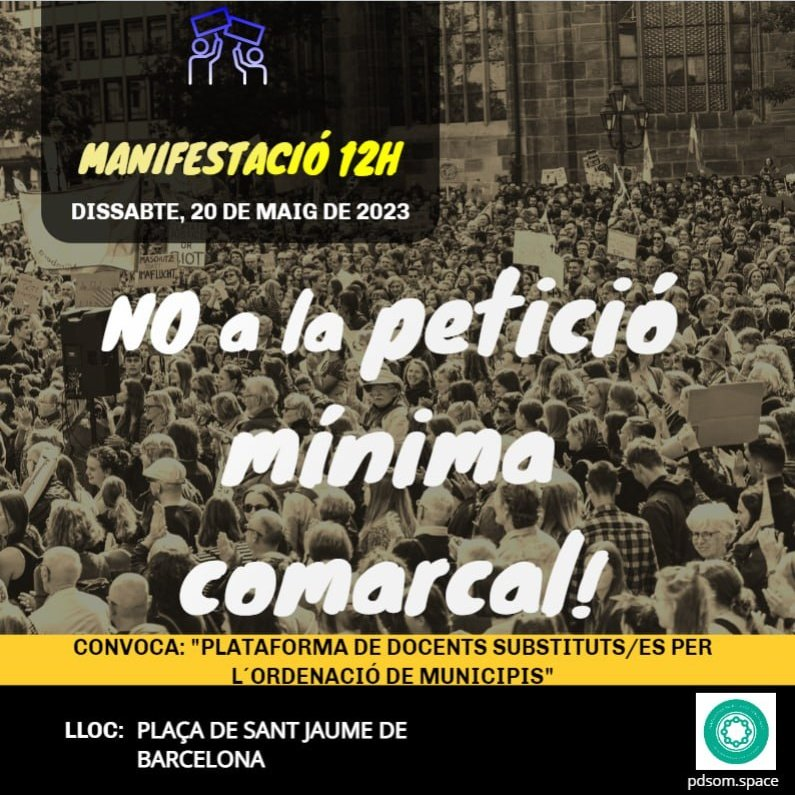 MANIFESTACIÓ 12H
DISSABTE, 20 DE MAIG DE 2023
NO a la petició
mínima
comarcal!
CONVOCA: "PLATAFORMA DE DOCENTS SUBSTITUTS/ES PER
L´ORDENACIÓ DE MUNICIPIS"
LLOC: PLAÇA DE SANT JAUME DE
BARCELONA
pdsom.space